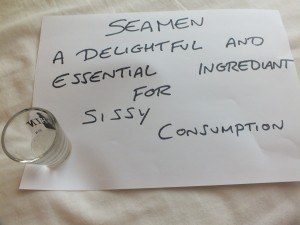 SEAMEN
A DELIGHTFUL AND
ESSENTIAL INGREDIANT
FOR
SISSY
CONSUMPTION